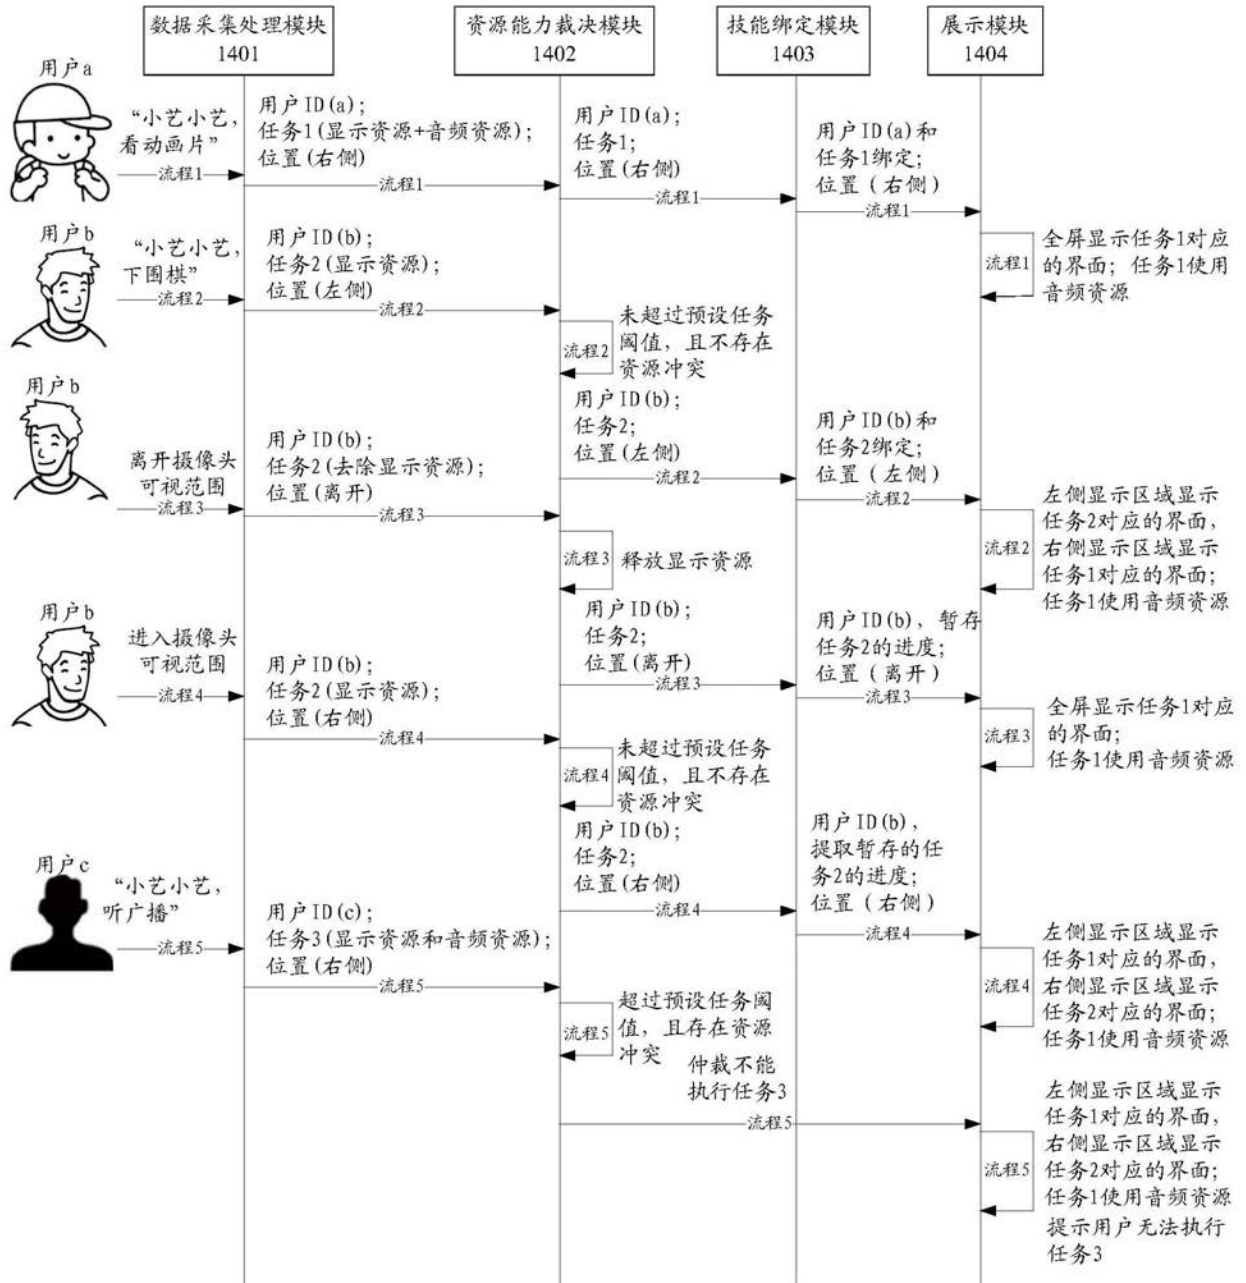 数据采集处理模块
1401
资源能力裁决模块
1402
技能绑定模块
1403
展示模块
1404
用户a
“小艺小艺，
看动画片”
流程1
用户ID(a)；
任务1(显示资源+音频资源)；
位置(右侧)
流程1
用户ID(a)；
任务1；
位置(右侧)
流程1
用户ID(a)和
任务1绑定；
位置（右侧）
流程1
流程1
全屏显示任务1对应
的界面；任务1使用
音频资源
用户b
“小艺小艺，
下围棋”
流程2
用户ID(b)；
任务2(显示资源)；
位置(左侧)
流程2
流程2
未超过预设任务
阈值，且不存在
资源冲突
用户ID(b)；
任务2；
位置(左侧)
流程2
用户ID(b)和
任务2绑定；
位置（左侧）
流程2
流程2
左侧显示区域显示
任务2对应的界面，
右侧显示区域显示
任务1对应的界面；
任务1使用音频资源
用户b
离开摄像头
可视范围
流程3
用户ID(b)；
任务2(去除显示资源)；
位置(离开)
流程3
流程3
释放显示资源
用户ID(b)；
任务2；
位置(离开)
流程3
用户ID(b)，暂存
任务2的进度；
位置（离开）
流程3
流程3
全屏显示任务1对应
的界面；
任务1使用音频资源
用户b
进入摄像头
可视范围
流程4
用户ID(b)；
任务2(显示资源)；
位置(右侧)
流程4
流程4
未超过预设任务
阈值，且不存在
资源冲突
用户ID(b)；
任务2；
位置(右侧)
流程4
用户ID(b)，
提取暂存的任
务2的进度；
位置（右侧）
流程4
流程4
左侧显示区域显示
任务1对应的界面，
右侧显示区域显示
任务2对应的界面；
任务1使用音频资源
用户c
“小艺小艺，
听广播”
流程5
用户ID(c)；
任务3(显示资源和音频资源)；
位置(右侧)
流程5
流程5
超过预设任务阈
值，且存在资源
冲突
仲裁不能
执行任务3
流程5
流程5
左侧显示区域显示
任务1对应的界面，
右侧显示区域显示
任务2对应的界面；
任务1使用音频资源
提示用户无法执行
任务3